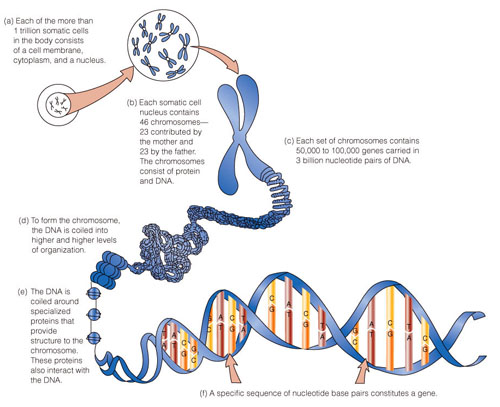 (a) Each of the more than
1 trillion somatic cells
in the body consists
of a cell membrane,
cytoplasm, and a nucleus.
(b) Each somatic cell
nucleus contains
46 chromosomes—
23 contributed by
the mother and
23 by the father.
The chromosomes
consist of protein
and DNA.
(c) Each set of chromosomes contains
50,000 to 100,000 genes carried in
3 billion nucleotide pairs of DNA.
(d) To form the chromosome,
the DNA is coiled into
higher and higher levels
of organization.
(e) The DNA is
coiled around
specialized
proteins that
provide
structure to the
chromosome.
These proteins
also interact with
the DNA.
(f) A specific sequence of nucleotide base pairs constitutes a gene.